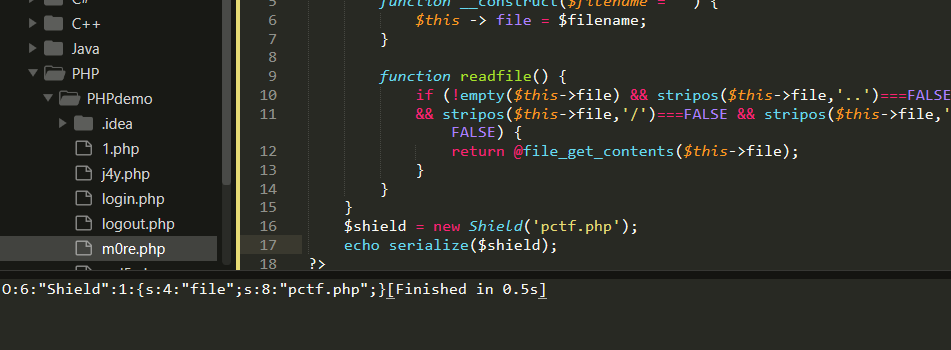 C++
Java
PHP
PHPdemo
.idea
1.php
j4y.php
login.php
logout.php
m0re.php
5 function __construct($filename = '') {
6 $this -> file = $filename;
7 }
8
9 function readfile() {
10 if (!empty($this->file) && stripos($this->file,'..')===FALSE
11 && stripos($this->file,'/')===FALSE && stripos($this->file,'
FALSE) {
12 return @file_get_contents($this->file);
13 }
14 }
15 }
16 $shield = new Shield('pctf.php');
17 echo serialize($shield);
18 ?>
O:6:"Shield":1:{s:4:"file";s:8:"pctf.php";}[Finished in 0.5s]